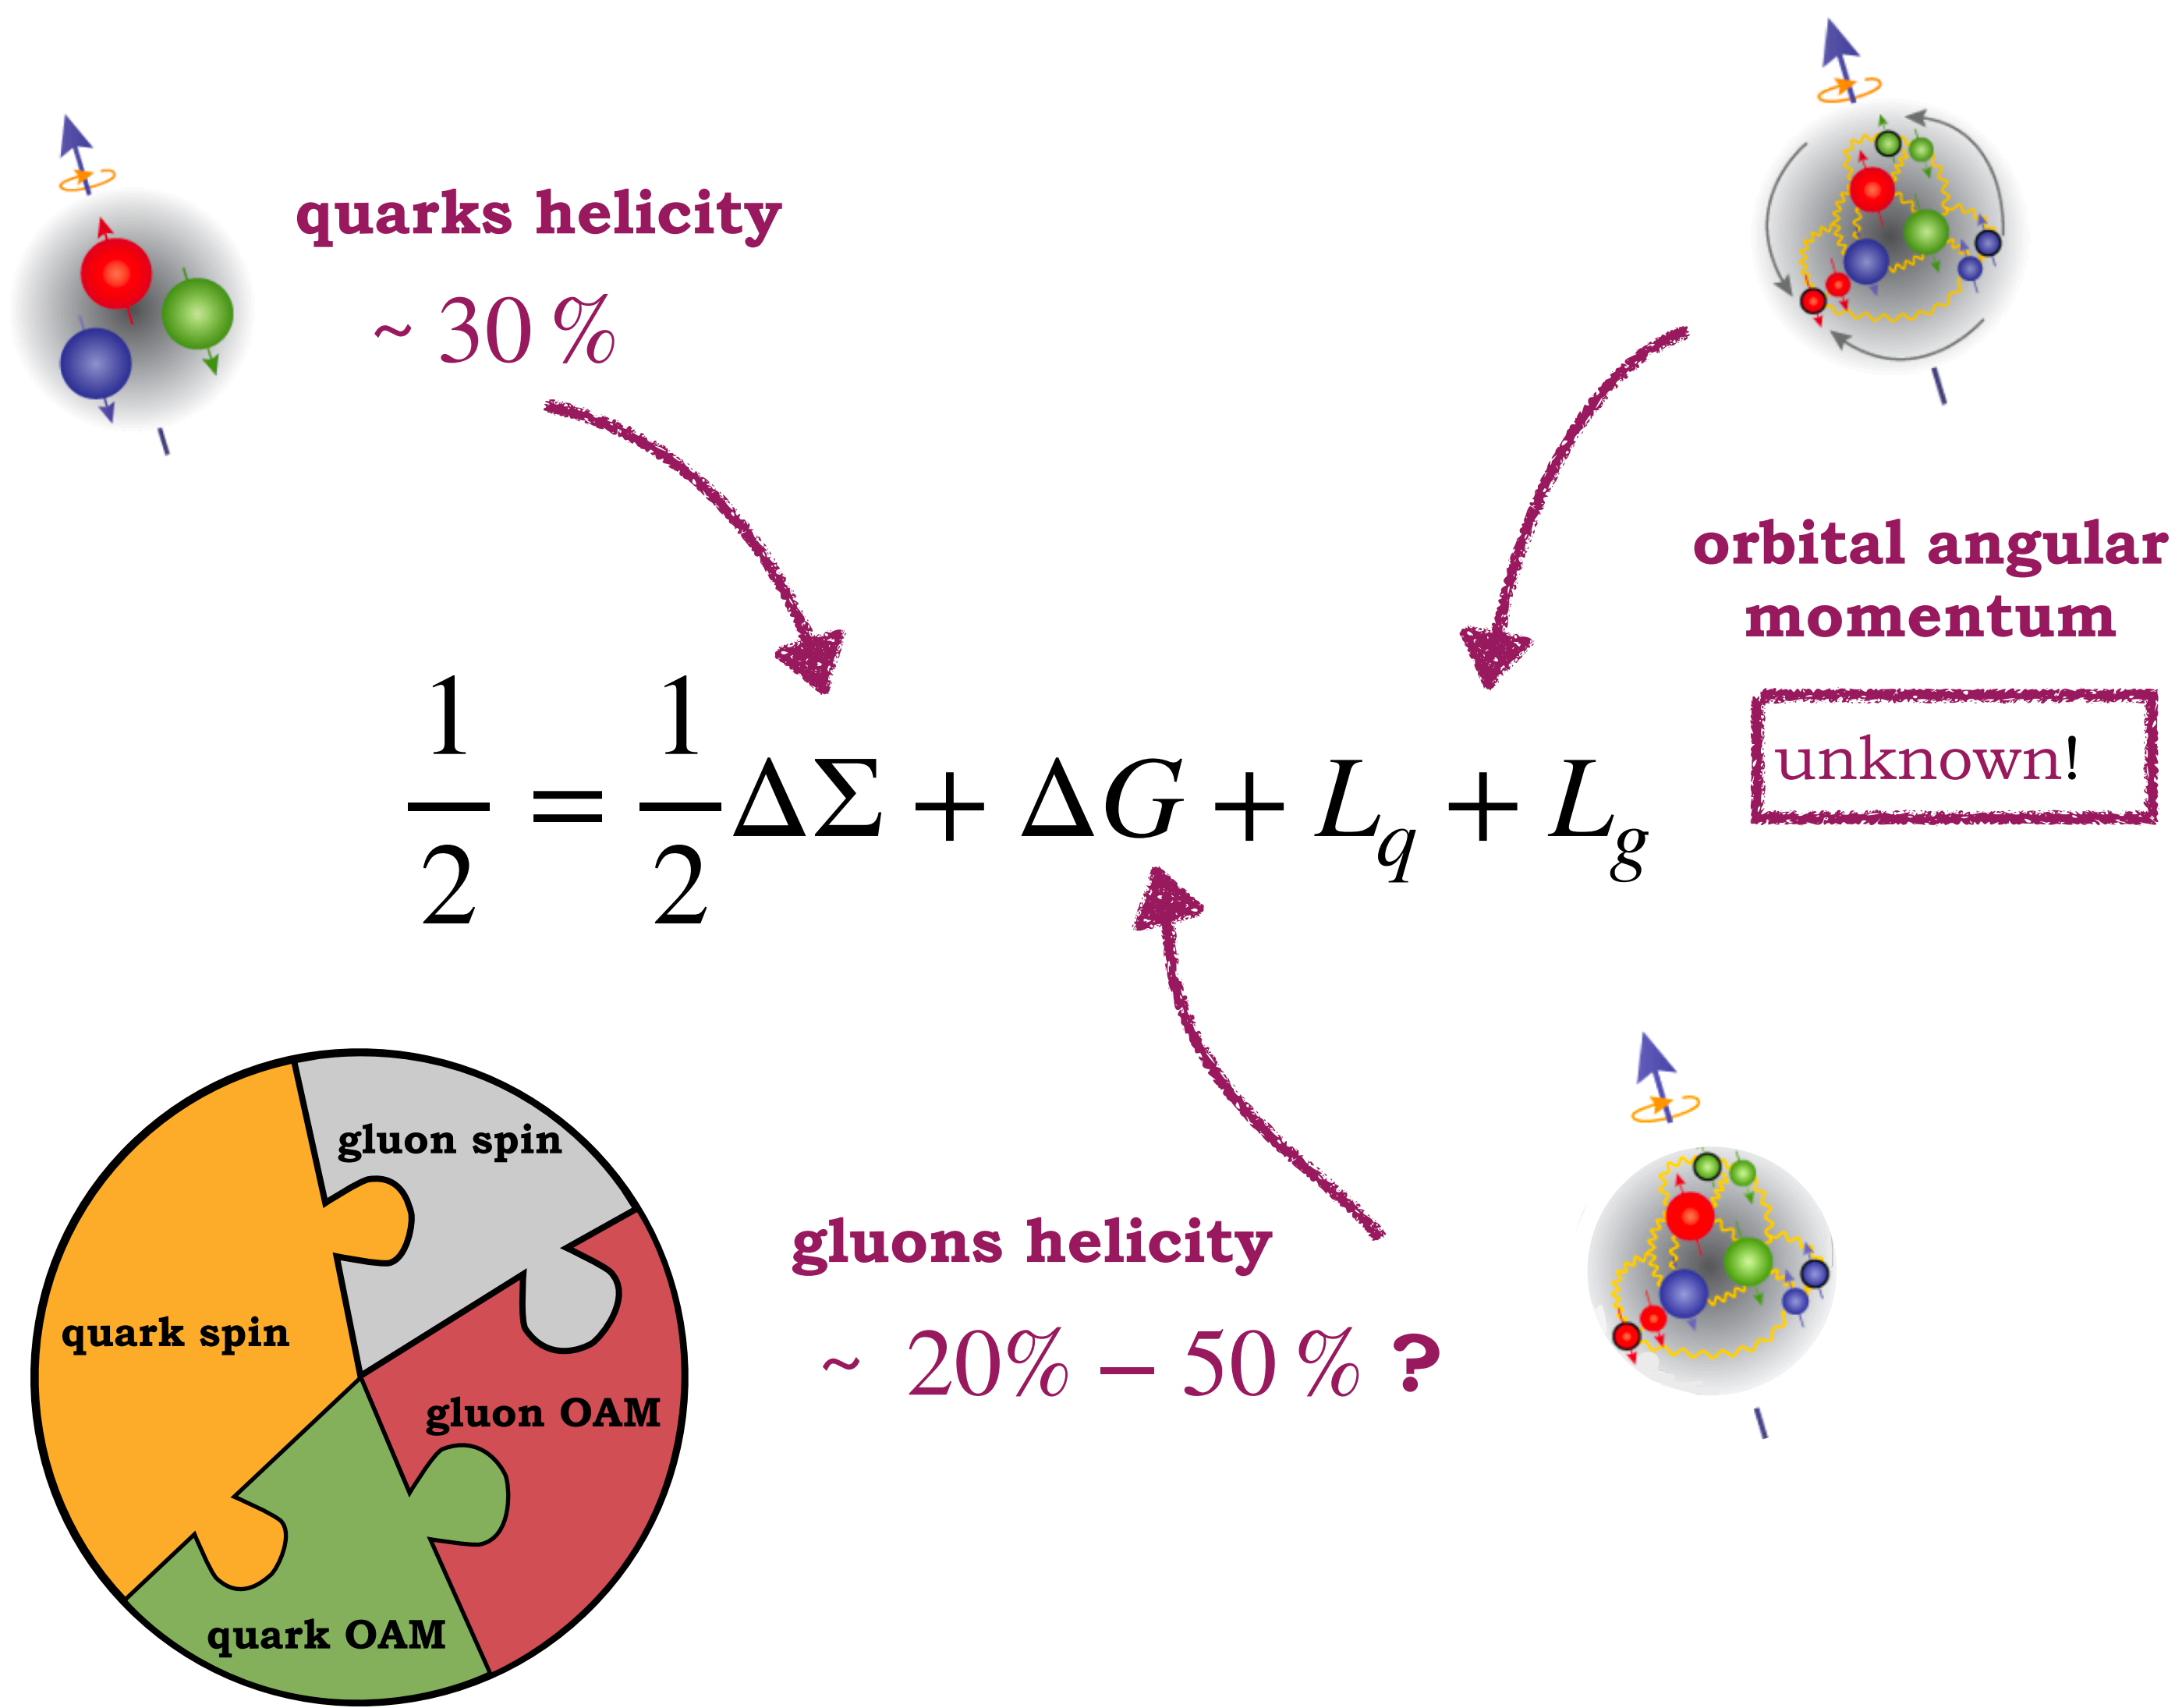 quarks helicity
~ 30 %
orbital angular
momentum
unknown!
1/2 = 1/2 ΔΣ + ΔG + L_q + L_g
gluons helicity
~ 20% – 50 % ?
gluon spin
quark spin
gluon OAM
quark OAM